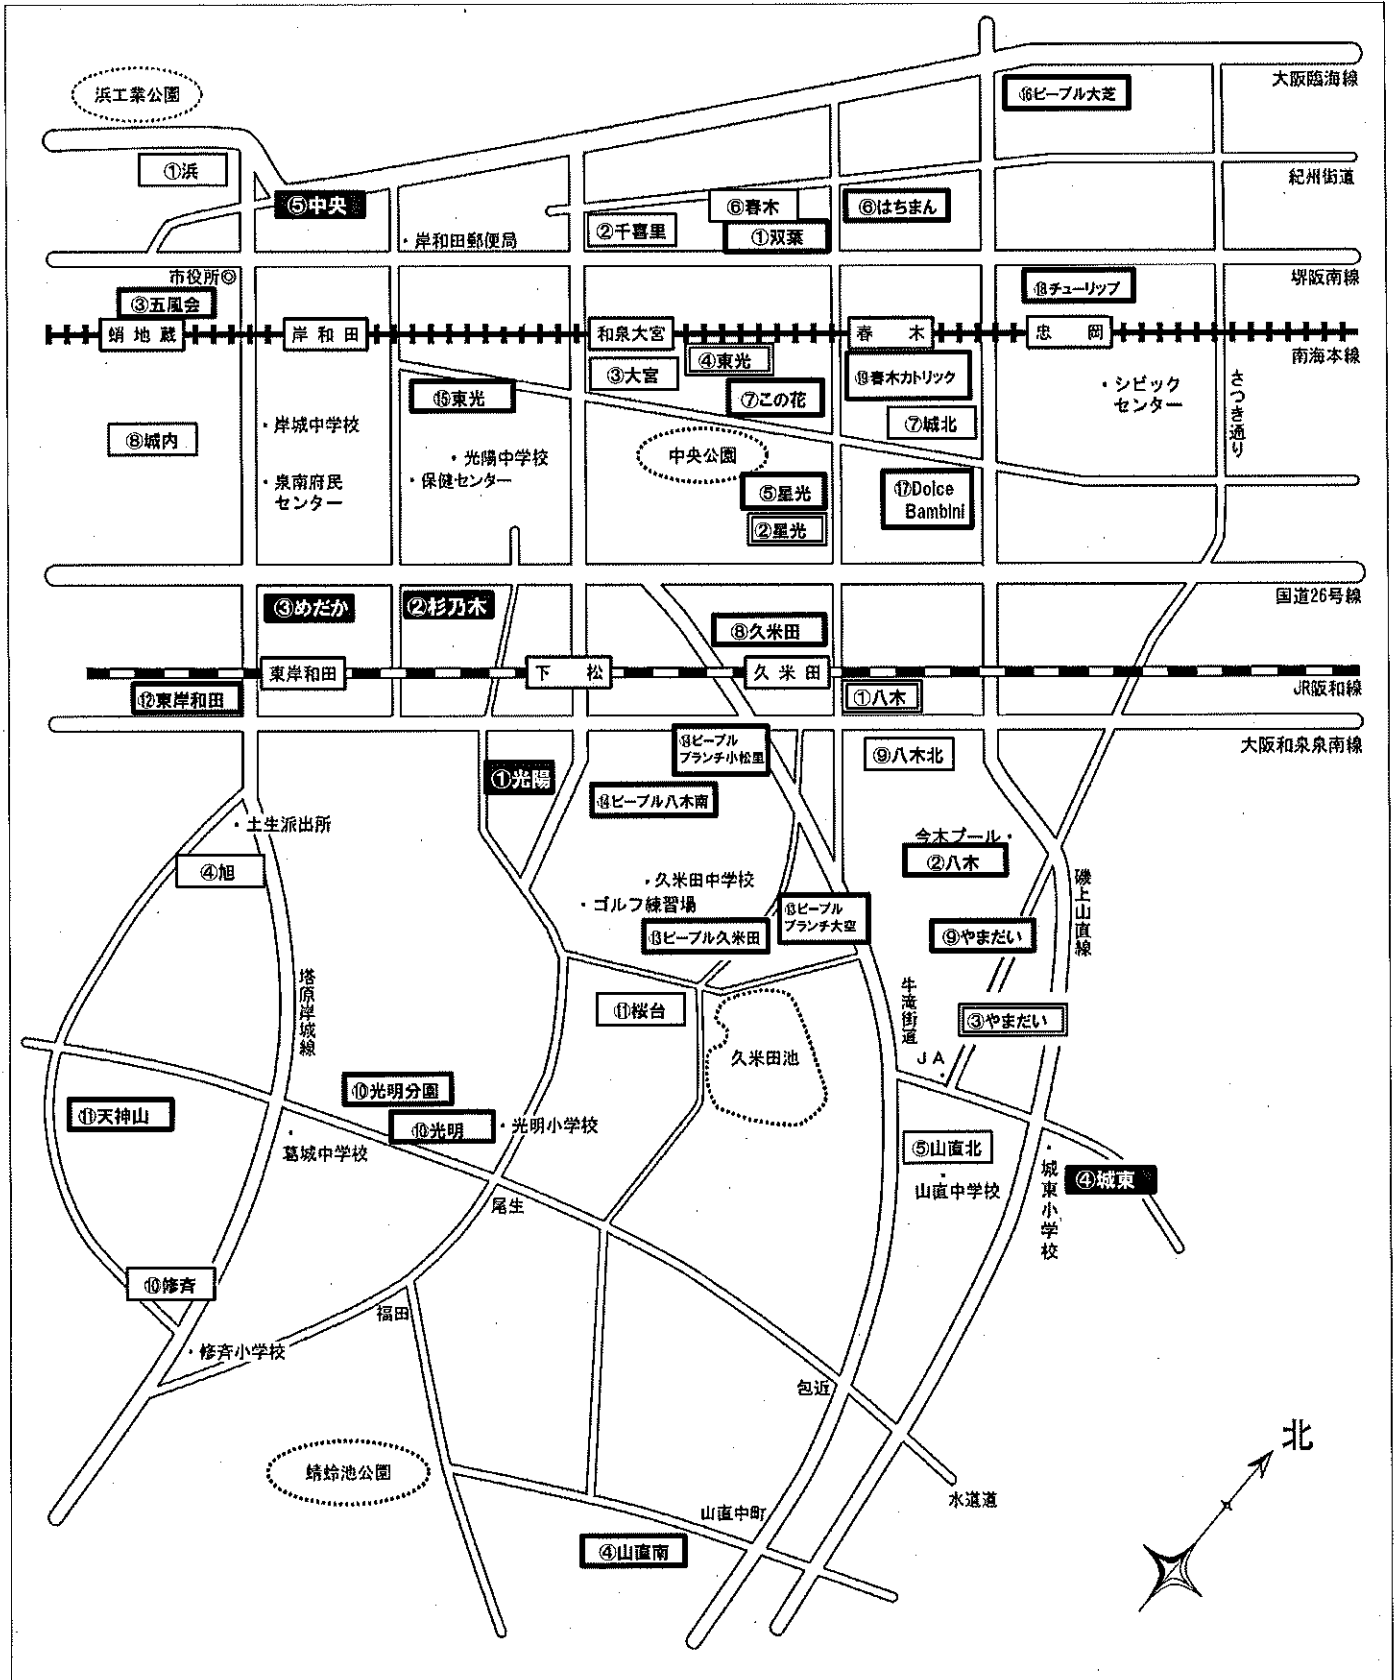 浜工業公園
大阪臨海線
⑯ピープル大芝
①浜
紀州街道
⑤中央
⑥春木
⑥はちまん
②千喜里
①双葉
・岸和田郵便局
市役所◎
堺阪南線
③五風会
⑱チューリップ
蛸地蔵
岸和田
和泉大宮
春木
忠岡
南海本線
④東光
③大宮
⑲春木カトリック
・シビック
センター
さつき通り
⑮東光
⑦この花
⑦城北
⑧城内
・岸城中学校
・光陽中学校
中央公園
・泉南府民
センター
・保健センター
⑤星光
⑰Dolce
Bambini
②星光
国道26号線
③めだか
②杉乃木
⑧久米田
東岸和田
下松
久米田
JR阪和線
⑫東岸和田
①八木
大阪和泉泉南線
⑭ピープル
ブランチ小松里
⑨八木北
①光陽
⑭ピープル八木南
・土生派出所
今木プール・
②八木
④旭
・久米田中学校
磯上山直線
・ゴルフ練習場
⑬ピープル
ブランチ大空
⑬ピープル久米田
⑨やまだい
塔原岸城線
牛滝街道
⑪桜台
③やまだい
久米田池
JA
⑩光明分園
⑪天神山
⑩光明
・光明小学校
葛城中学校
⑤山直北
・城東小学校
④城東
山直中学校
尾生
⑩修斉
福田
・修斉小学校
包近
蜻蛉池公園
北
水道道
山直中町
④山直南